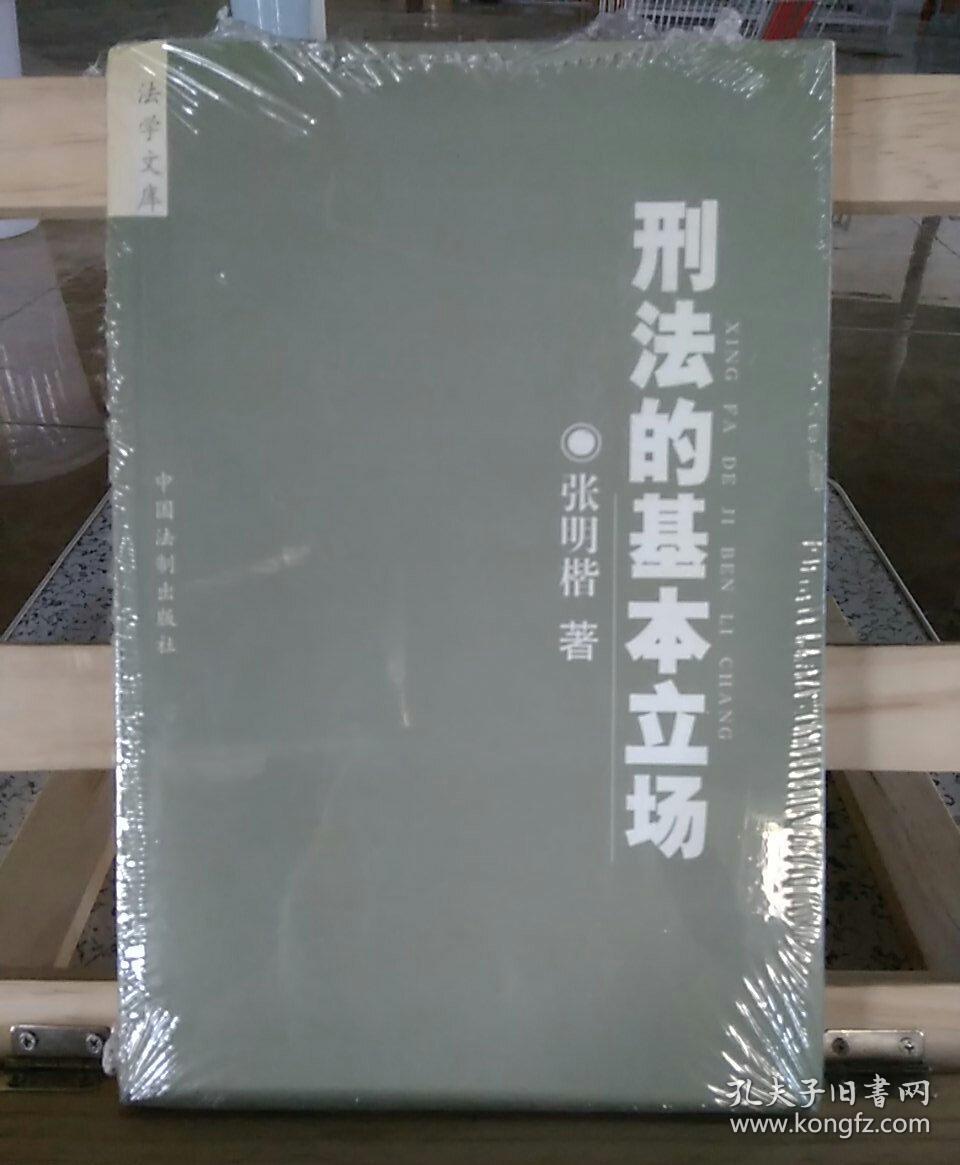 法学文库
刑法的基本立场
XING FA DE JI BEN LI CHANG
张明楷 著
中国法制出版社
孔夫子旧书网
www.kongfz.com